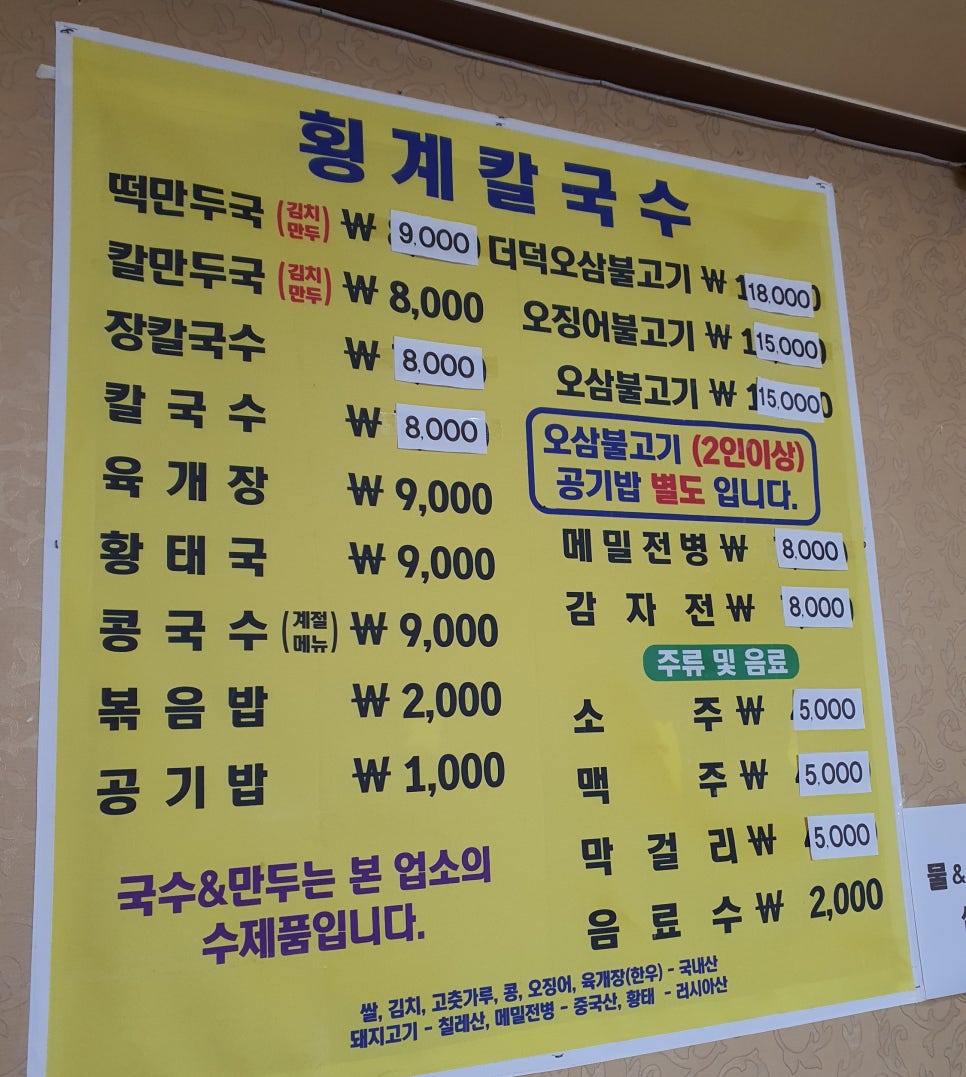 횡계칼국수
떡만두국 (김치만두) ₩ 9,000
칼만두국 (김치만두) ₩ 8,000
장칼국수 ₩ 8,000
칼국수 ₩ 8,000
육개장 ₩ 9,000
황태국 ₩ 9,000
콩국수 (계절메뉴) ₩ 9,000
볶음밥 ₩ 2,000
공기밥 ₩ 1,000
국수&만두는 본 업소의
수제품입니다.
더덕오삼불고기 ₩ 18,000
오징어불고기 ₩ 15,000
오삼불고기 ₩ 15,000
오삼불고기 (2인이상)
공기밥 별도 입니다.
메밀전병 ₩ 8,000
감자전 ₩ 8,000
주류 및 음료
소주 ₩ 5,000
맥주 ₩ 5,000
막걸리 ₩ 5,000
음료수 ₩ 2,000
쌀, 김치, 고춧가루, 콩, 오징어, 육개장(한우) - 국내산
돼지고기 - 칠레산, 메밀전병 - 중국산, 황태 - 러시아산
물 &